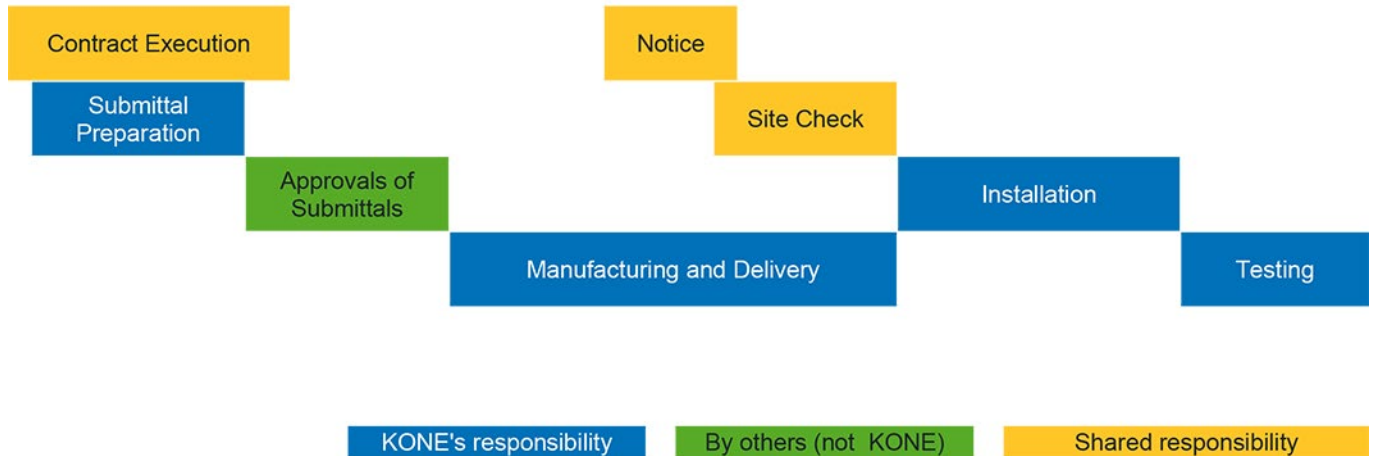 Contract Execution
Notice
Submittal
Preparation
Site Check
Approvals of
Submittals
Installation
Manufacturing and Delivery
Testing
KONE's responsibility
By others (not KONE)
Shared responsibility